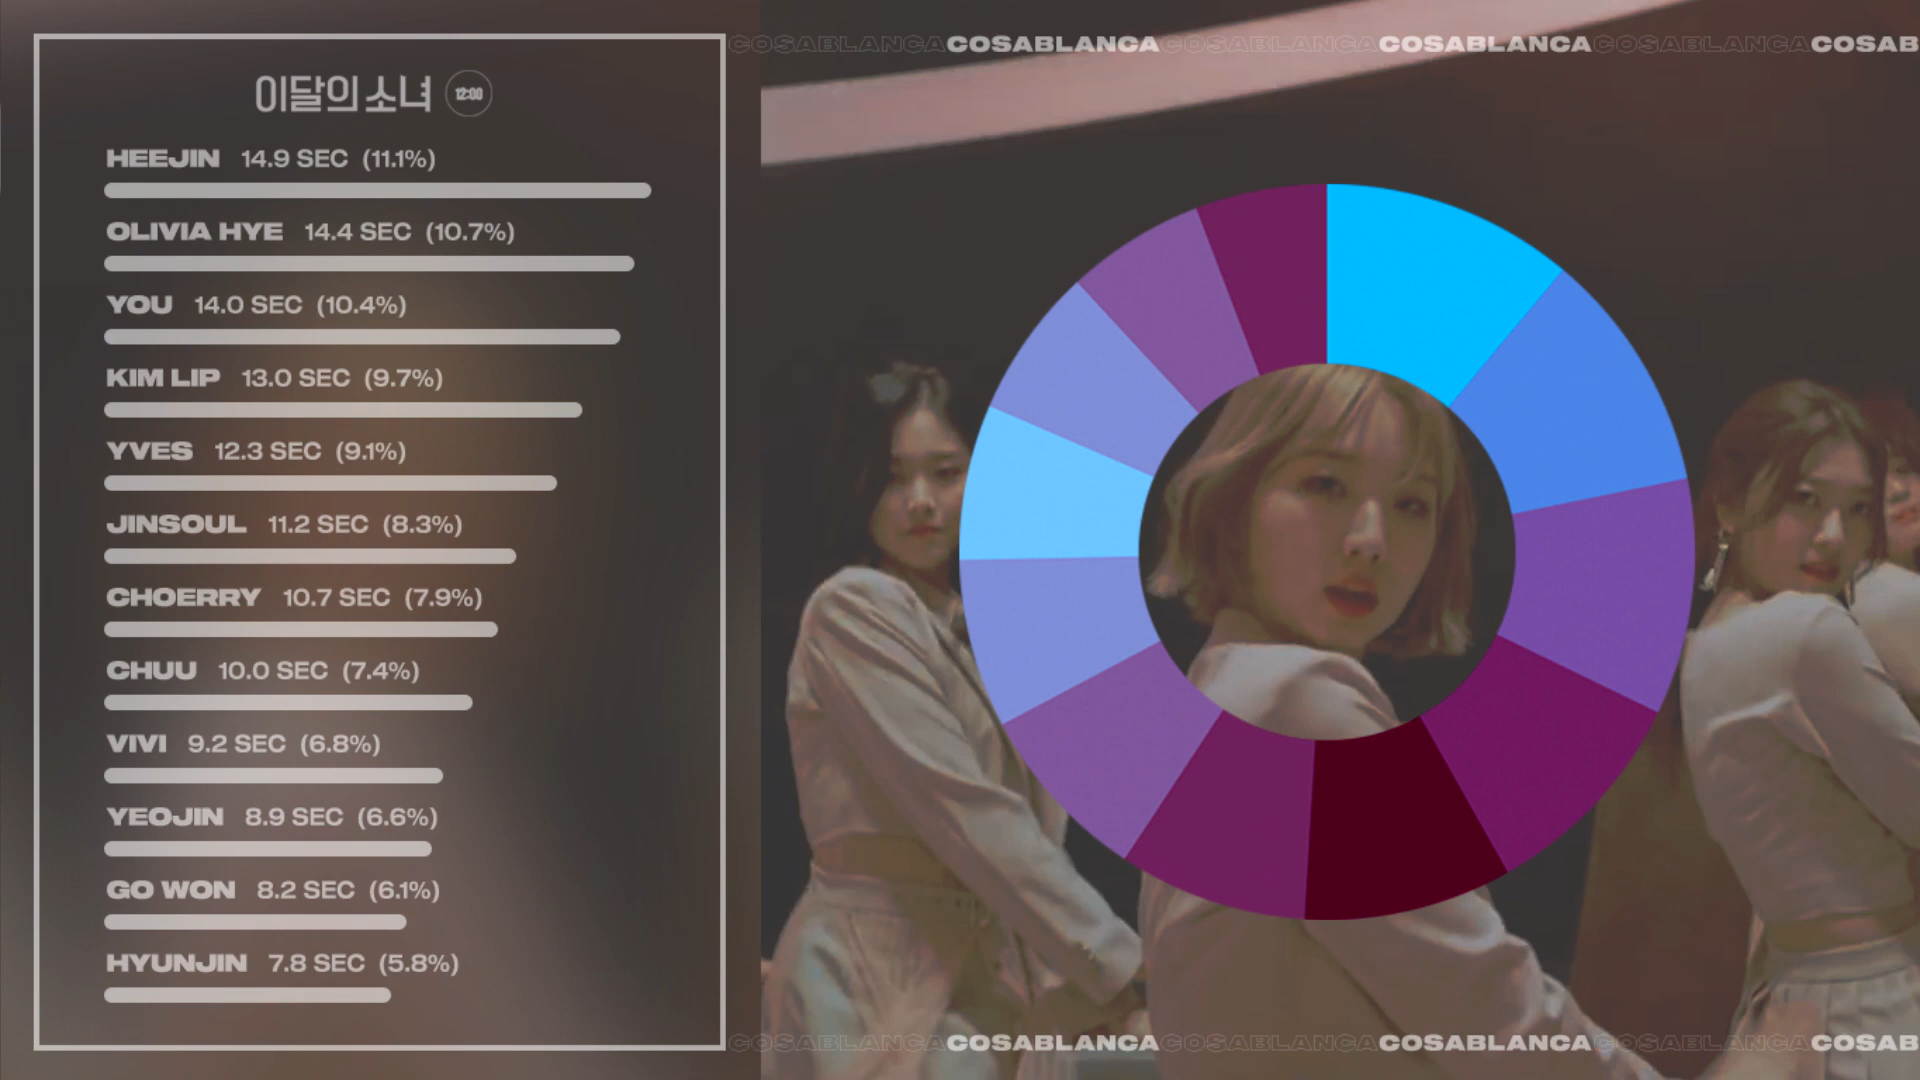 COSABLANCA COSABLANCA COSABLANCA COSABLANCA COSAB
이달의 소녀 12:00
HEEJIN 14.9 SEC (11.1%)
OLIVIA HYE 14.4 SEC (10.7%)
YOU 14.0 SEC (10.4%)
KIM LIP 13.0 SEC (9.7%)
YVES 12.3 SEC (9.1%)
JINSOUL 11.2 SEC (8.3%)
CHOERRY 10.7 SEC (7.9%)
CHUU 10.0 SEC (7.4%)
VIVI 9.2 SEC (6.8%)
YEOJIN 8.9 SEC (6.6%)
GO WON 8.2 SEC (6.1%)
HYUNJIN 7.8 SEC (5.8%)
COSABLANCA COSABLANCA COSABLANCA COSABLANCA COSABLANCA COSAB